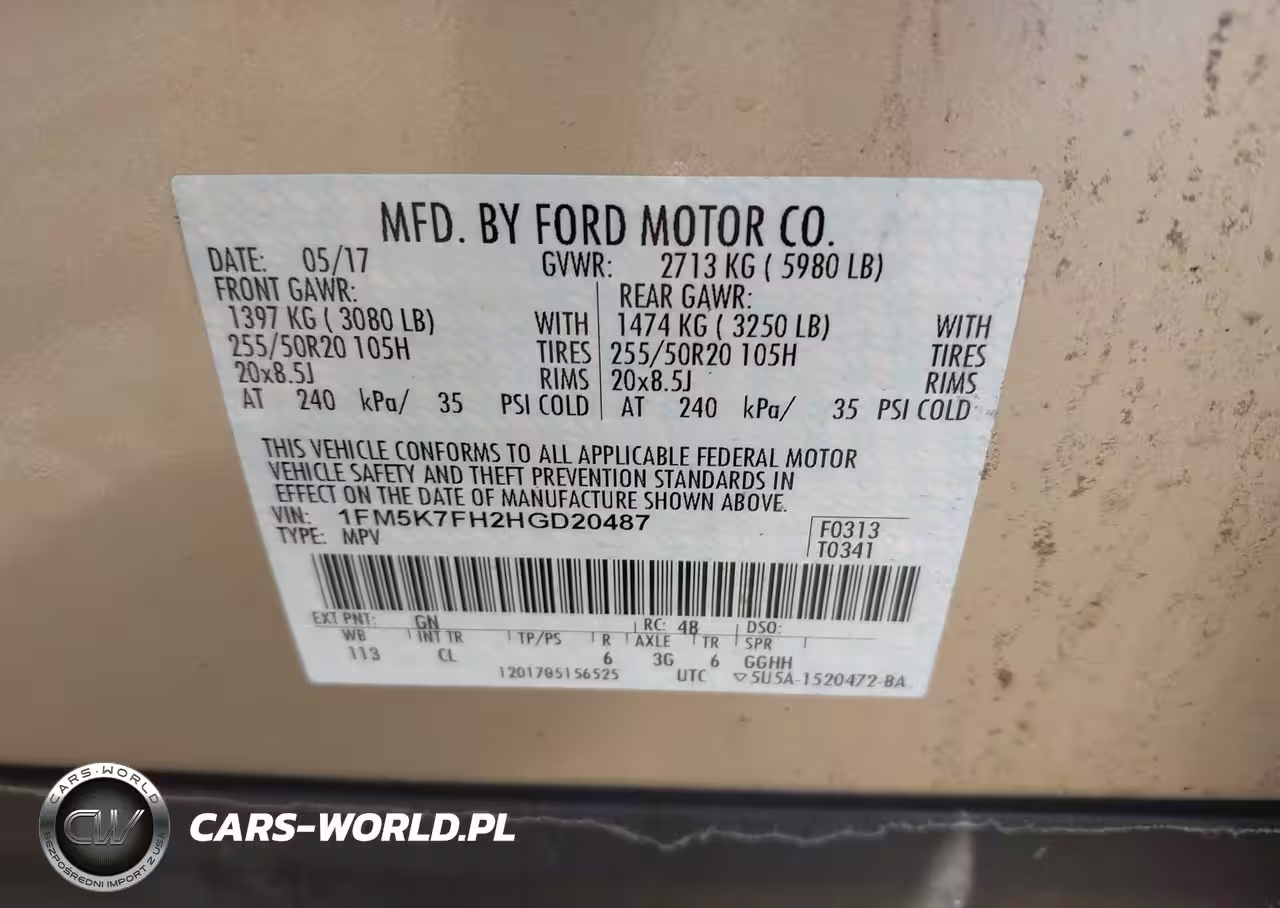 MFD. BY FORD MOTOR CO.
DATE: 05/17 GVWR: 2713 KG ( 5980 LB)
FRONT GAWR: REAR GAWR:
1397 KG ( 3080 LB) WITH 1474 KG ( 3250 LB) WITH
255/50R20 105H TIRES 255/50R20 105H TIRES
20x8.5J RIMS 20x8.5J RIMS
AT 240 kPa/ 35 PSI COLD AT 240 kPa/ 35 PSI COLD
THIS VEHICLE CONFORMS TO ALL APPLICABLE FEDERAL MOTOR
VEHICLE SAFETY AND THEFT PREVENTION STANDARDS IN
EFFECT ON THE DATE OF MANUFACTURE SHOWN ABOVE.
VIN: 1FM5K7FH2HGD20487
TYPE: MPV
F0313
T0341
EXT PNT: GN RC: 48 DSO:
WB INT TR TP/PS R AXLE TR SPR
113 CL 6 3G 6 GGHH
1201705156525 UTC ▽5U5A-1520472-BA
CARS-WORLD
CW
BEZPOŚREDNI IMPORT Z USA
CARS-WORLD.PL